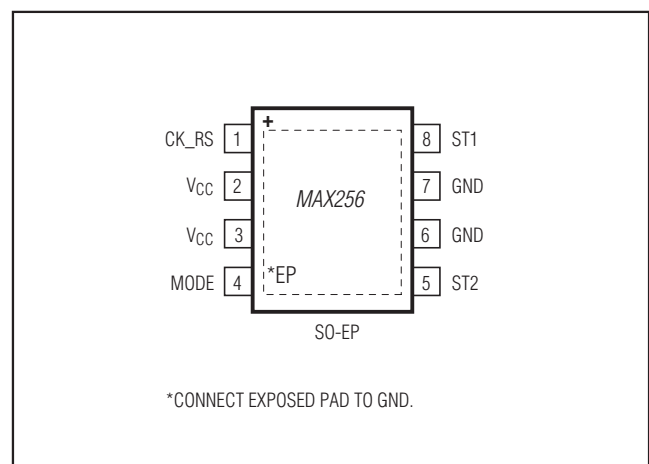 +
CK_RS 1 8 ST1
VCC 2 7 GND
MAX256
VCC 3 6 GND
MODE 4 *EP 5 ST2
SO-EP
*CONNECT EXPOSED PAD TO GND.